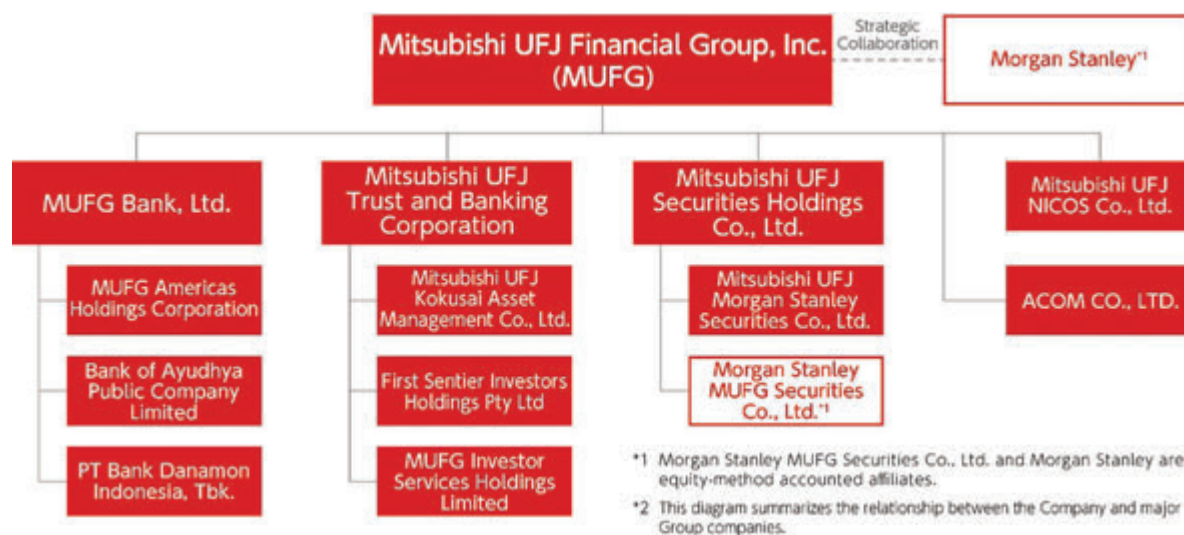 Mitsubishi UFJ Financial Group, Inc.
(MUFG)
Strategic
Collaboration
Morgan Stanley*1
MUFG Bank, Ltd.
Mitsubishi UFJ
Trust and Banking
Corporation
Mitsubishi UFJ
Securities Holdings
Co., Ltd.
Mitsubishi UFJ
NICOS Co., Ltd.
MUFG Americas
Holdings Corporation
Mitsubishi UFJ
Kokusai Asset
Management Co., Ltd.
Mitsubishi UFJ
Morgan Stanley
Securities Co., Ltd.
ACOM CO., LTD.
Bank of Ayudhya
Public Company
Limited
First Sentier Investors
Holdings Pty Ltd
Morgan Stanley
MUFG Securities
Co., Ltd.*1
PT Bank Danamon
Indonesia, Tbk.
MUFG Investor
Services Holdings
Limited
*1 Morgan Stanley MUFG Securities Co., Ltd. and Morgan Stanley are
equity-method accounted affiliates.
*2 This diagram summarizes the relationship between the Company and major
Group companies.